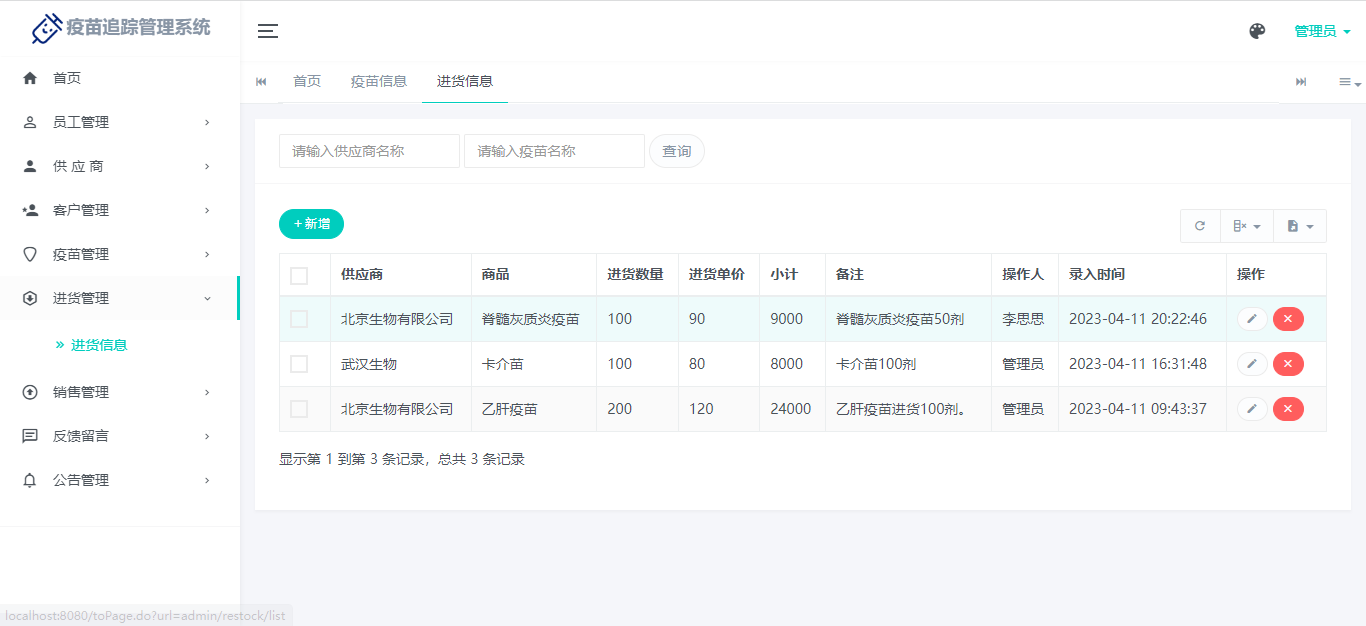 疫苗追踪管理系统
管理员
首页
员工管理
供 应 商
客户管理
疫苗管理
进货管理
» 进货信息
销售管理
反馈留言
公告管理
首页 疫苗信息 进货信息
请输入供应商名称 请输入疫苗名称 查询
+ 新增
供应商 商品 进货数量 进货单价 小计 备注 操作人 录入时间 操作
北京生物有限公司 脊髓灰质炎疫苗 100 90 9000 脊髓灰质炎疫苗50剂 李思思 2023-04-11 20:22:46
武汉生物 卡介苗 100 80 8000 卡介苗100剂 管理员 2023-04-11 16:31:48
北京生物有限公司 乙肝疫苗 200 120 24000 乙肝疫苗进货100剂。 管理员 2023-04-11 09:43:37
显示第 1 到第 3 条记录，总共 3 条记录
localhost:8080/toPage.do?url=admin/restock/list